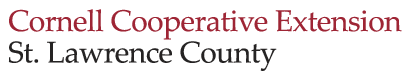 Cornell Cooperative Extension
St. Lawrence County